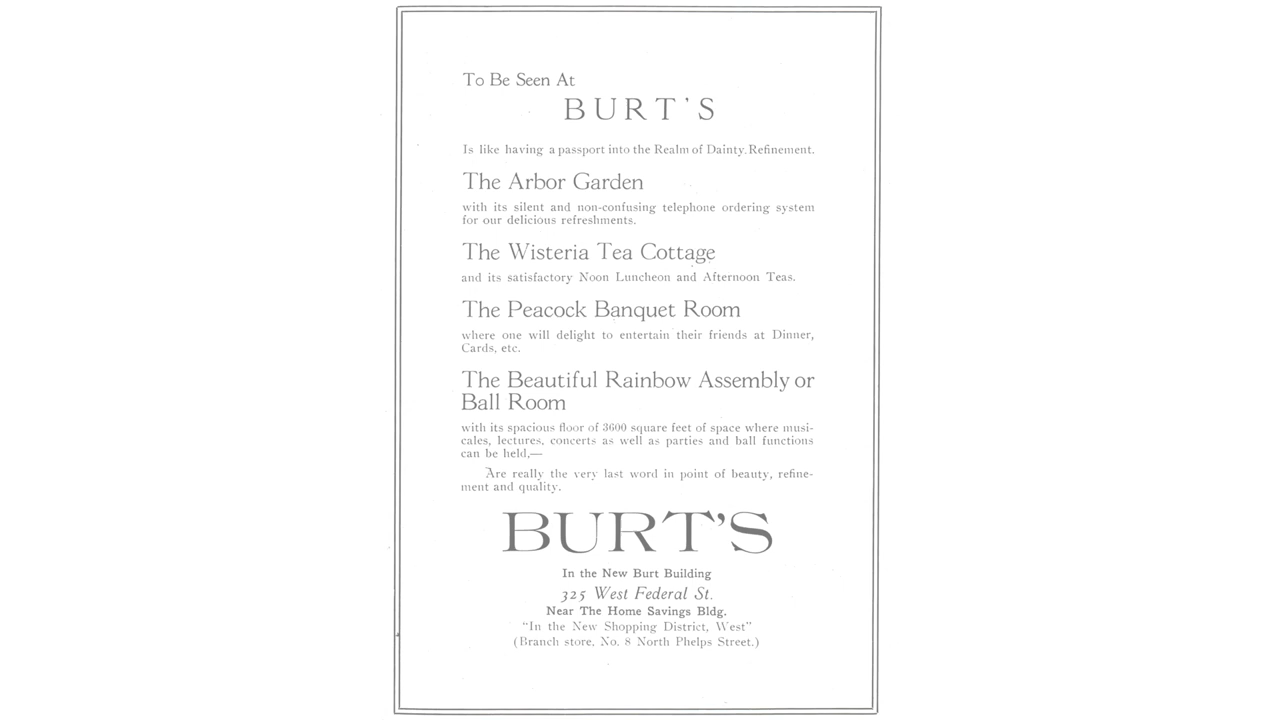 To Be Seen At
BURT'S
Is like having a passport into the Realm of Dainty Refinement.
The Arbor Garden
with its silent and non-confusing telephone ordering system
for our delicious refreshments.
The Wisteria Tea Cottage
and its satisfactory Noon Luncheon and Afternoon Teas.
The Peacock Banquet Room
where one will delight to entertain their friends at Dinner,
Cards, etc.
The Beautiful Rainbow Assembly or
Ball Room
with its spacious floor of 3600 square feet of space where musi-
cales, lectures, concerts as well as parties and ball functions
can be held,—
Are really the very last word in point of beauty, refine-
ment and quality.
BURT'S
In the New Burt Building
325 West Federal St.
Near The Home Savings Bldg.
"In the New Shopping District, West"
(Branch store, No. 8 North Phelps Street.)